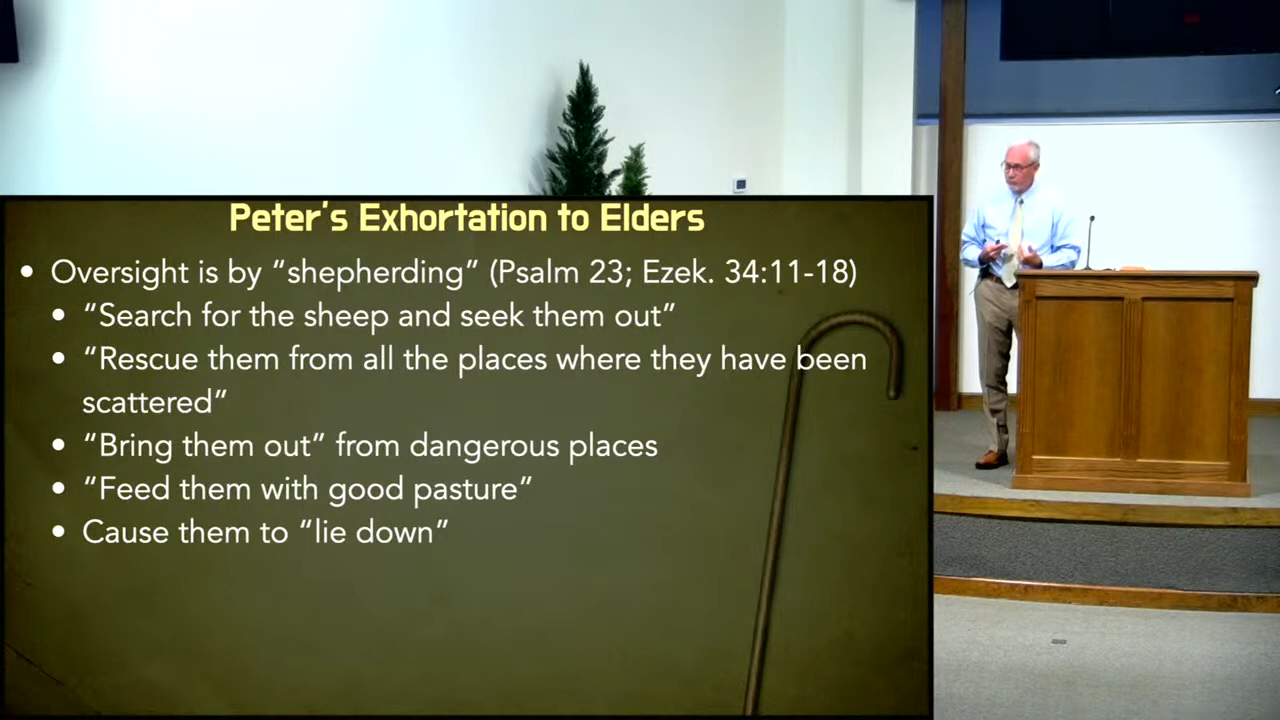 Peter's Exhortation to Elders
• Oversight is by “shepherding” (Psalm 23; Ezek. 34:11-18)
• “Search for the sheep and seek them out”
• “Rescue them from all the places where they have been
scattered”
• “Bring them out” from dangerous places
• “Feed them with good pasture”
• Cause them to “lie down”